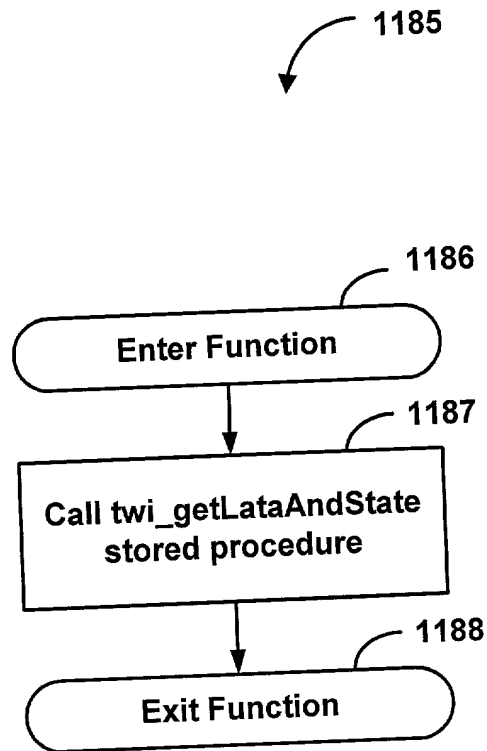 1185
1186
Enter Function
1187
Call twi_getLataAndState
stored procedure
1188
Exit Function